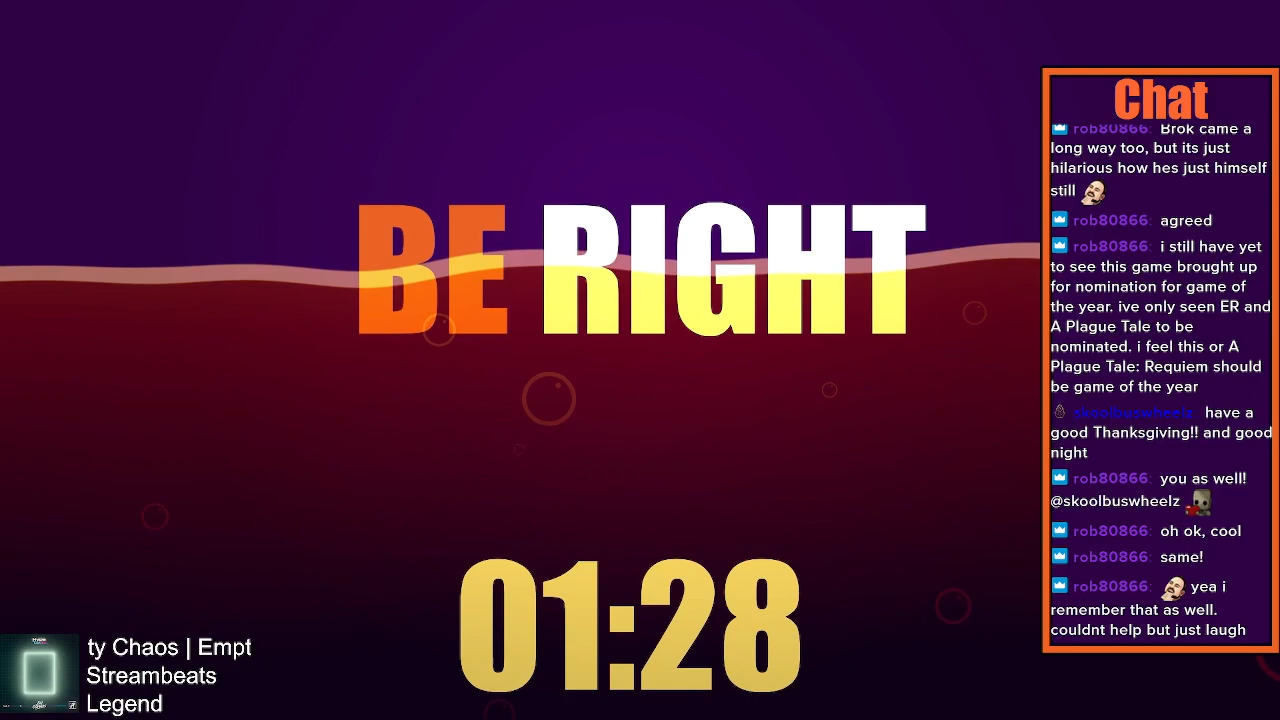 BE RIGHT
01:28
ty Chaos | Empt
Streambeats
Legend
Chat
rob80866: Brok came a
long way too, but its just
hilarious how hes just himself
still
rob80866: agreed
rob80866: i still have yet
to see this game brought up
for nomination for game of
the year. ive only seen ER and
A Plague Tale to be
nominated. i feel this or A
Plague Tale: Requiem should
be game of the year
skoolbuswheelz: have a
good Thanksgiving!! and good
night
rob80866: you as well!
@skoolbuswheelz
rob80866: oh ok, cool
rob80866: same!
rob80866: yea i
remember that as well.
couldnt help but just laugh